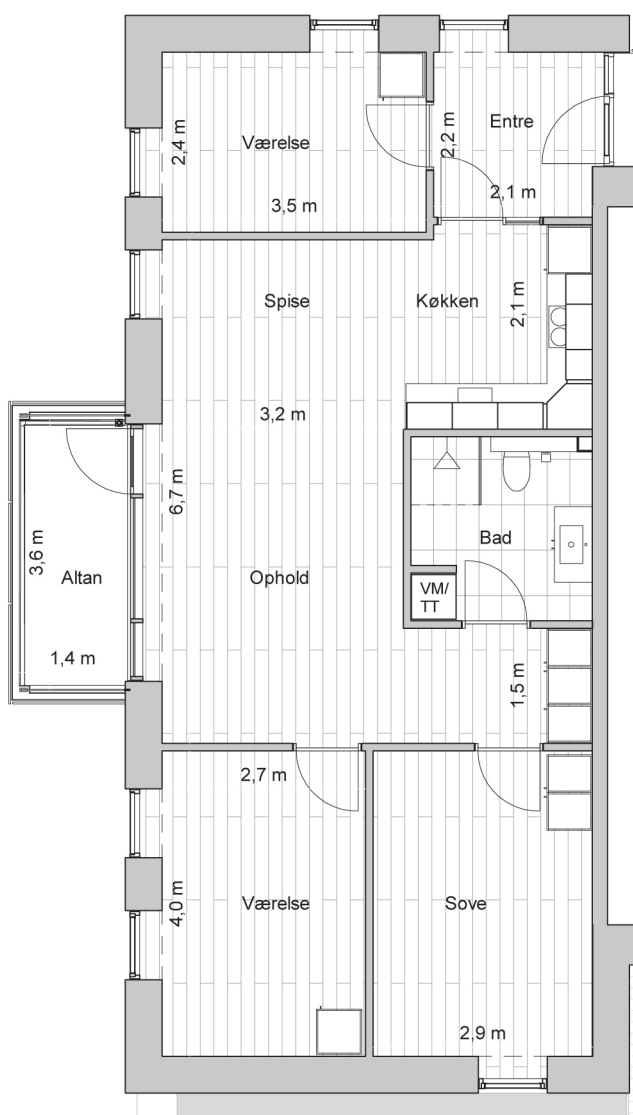 Entre
2,4 m
Værelse
2,2 m
3,5 m
2,1 m
Spise
Køkken
2,1 m
3,2 m
6,7 m
3,6 m
Bad
Altan
Ophold
VM/
TT
1,4 m
1,5 m
2,7 m
4,0 m
Værelse
Sove
2,9 m